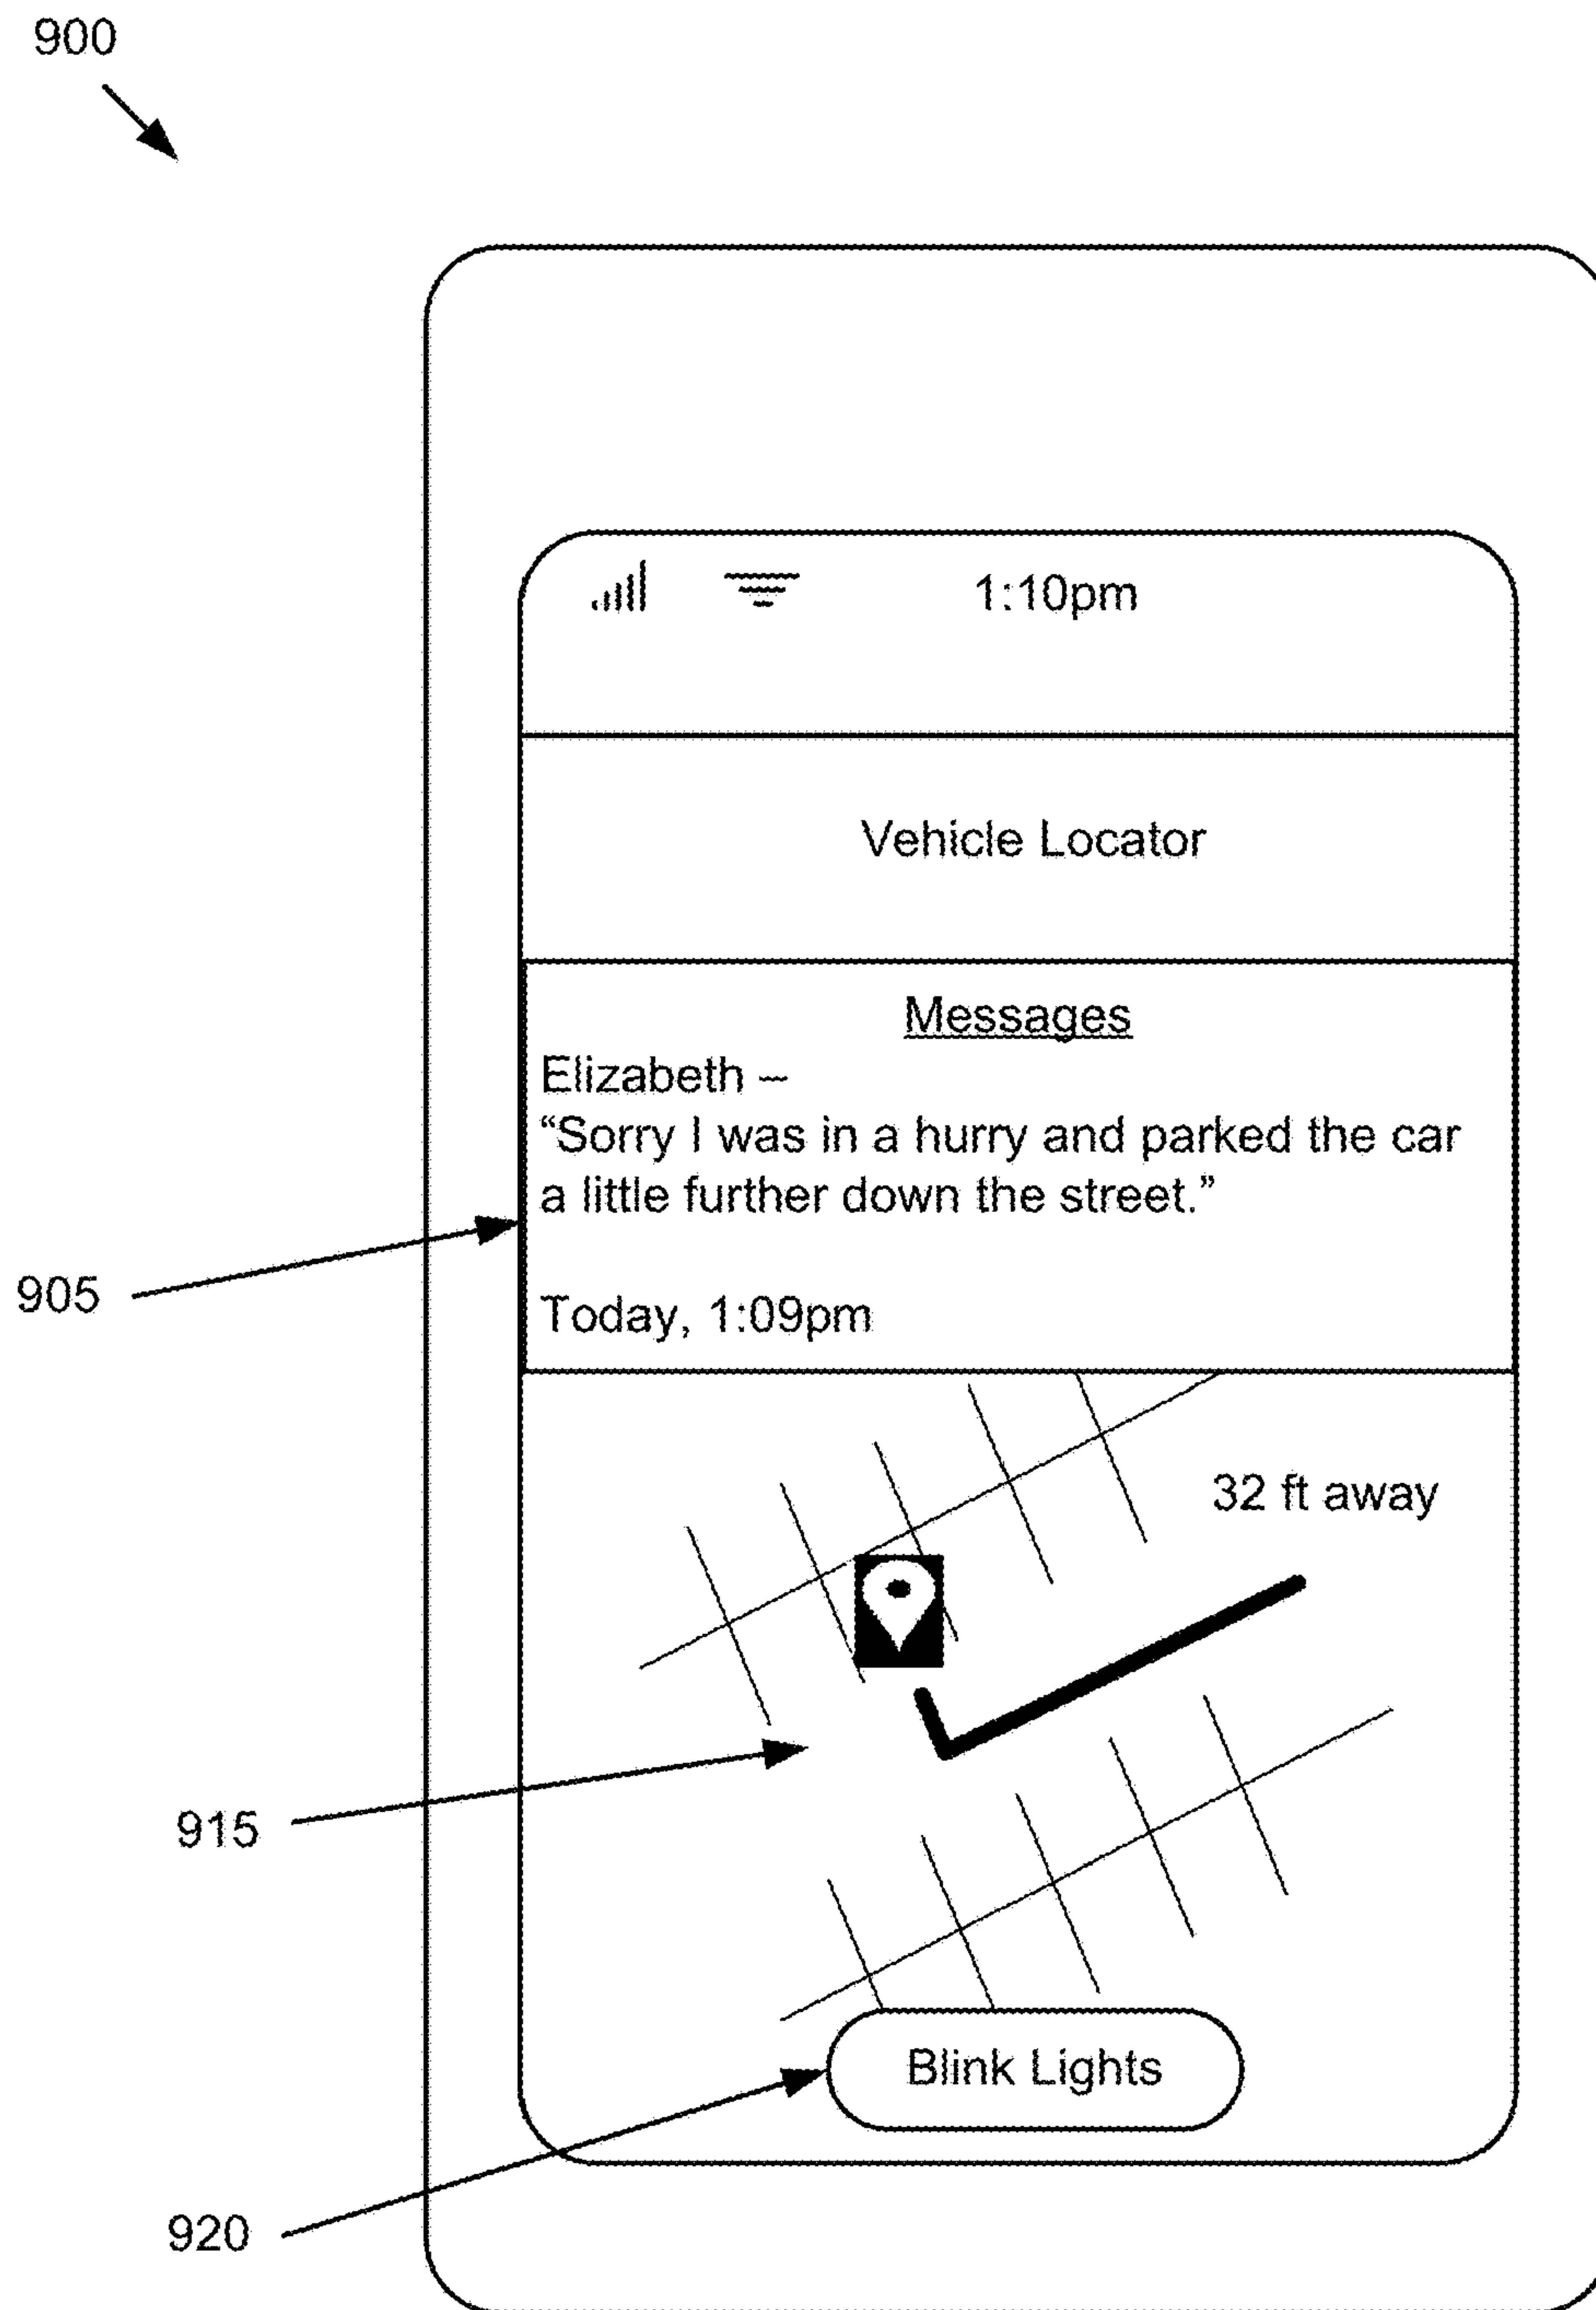 900
1:10pm
Vehicle Locator
Messages
Elizabeth –
“Sorry I was in a hurry and parked the car
a little further down the street.”
905
Today, 1:09pm
32 ft away
915
Blink Lights
920